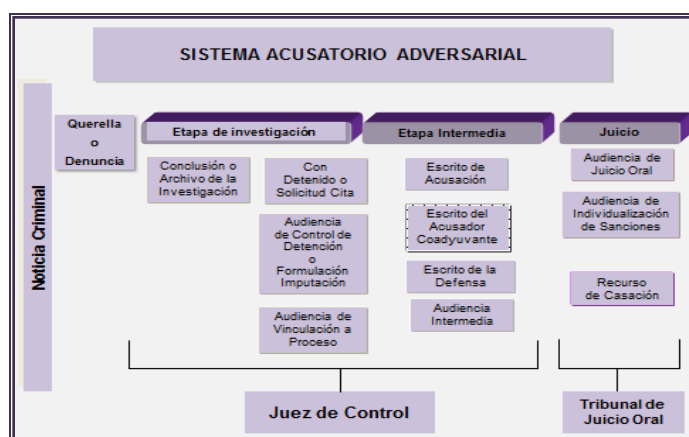 SISTEMA ACUSATORIO ADVERSARIAL
Noticia Criminal
Querella
o
Denuncia
Etapa de investigación
Conclusión o
Archivo de la
Investigación
Con
Detenido o
Solicitud Cita
Audiencia
de Control de
Detención
o
Formulación
Imputación
Audiencia de
Vinculación a
Proceso
Etapa Intermedia
Escrito de
Acusación
Escrito del
Acusador
Coadyuvante
Escrito de la
Defensa
Audiencia
Intermedia
Juicio
Audiencia de
Juicio Oral
Audiencia de
Individualización
de Sanciones
Recurso
de Casación
Juez de Control
Tribunal de
Juicio Oral